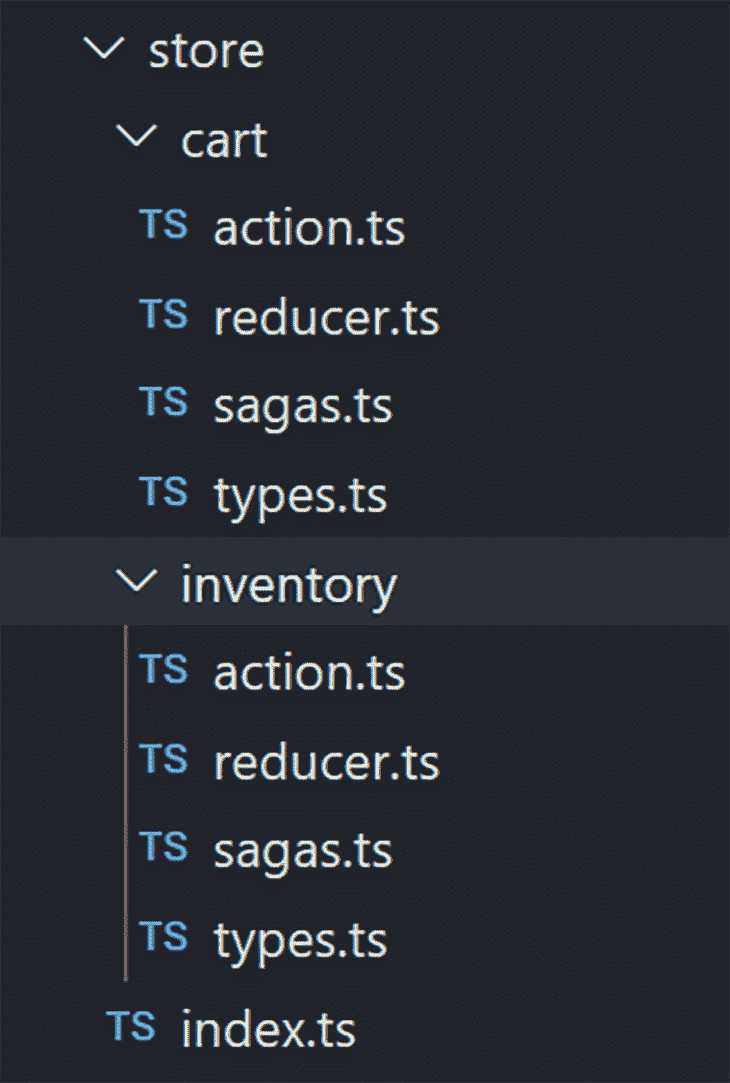 store
cart
TS action.ts
TS reducer.ts
TS sagas.ts
TS types.ts
inventory
TS action.ts
TS reducer.ts
TS sagas.ts
TS types.ts
TS index.ts